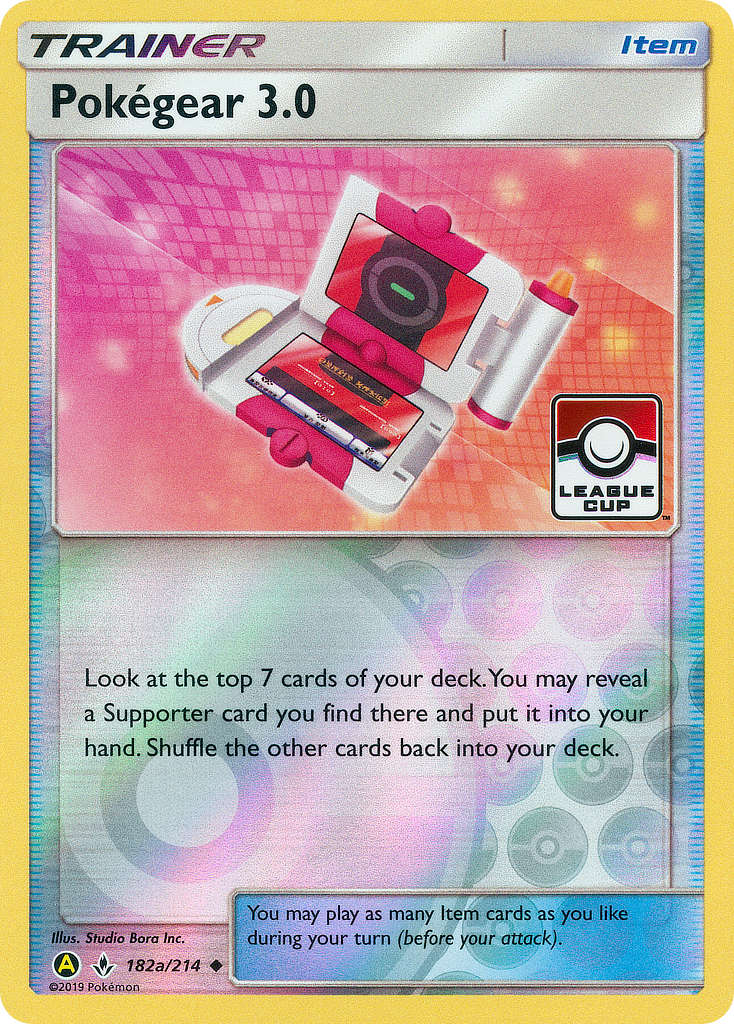 TRAINER
Item
Pokégear 3.0
LEAGUE
CUP
™
Look at the top 7 cards of your deck. You may reveal
a Supporter card you find there and put it into your
hand. Shuffle the other cards back into your deck.
You may play as many Item cards as you like
during your turn (before your attack).
Illus. Studio Bora Inc.
A 182a/214
©2019 Pokémon